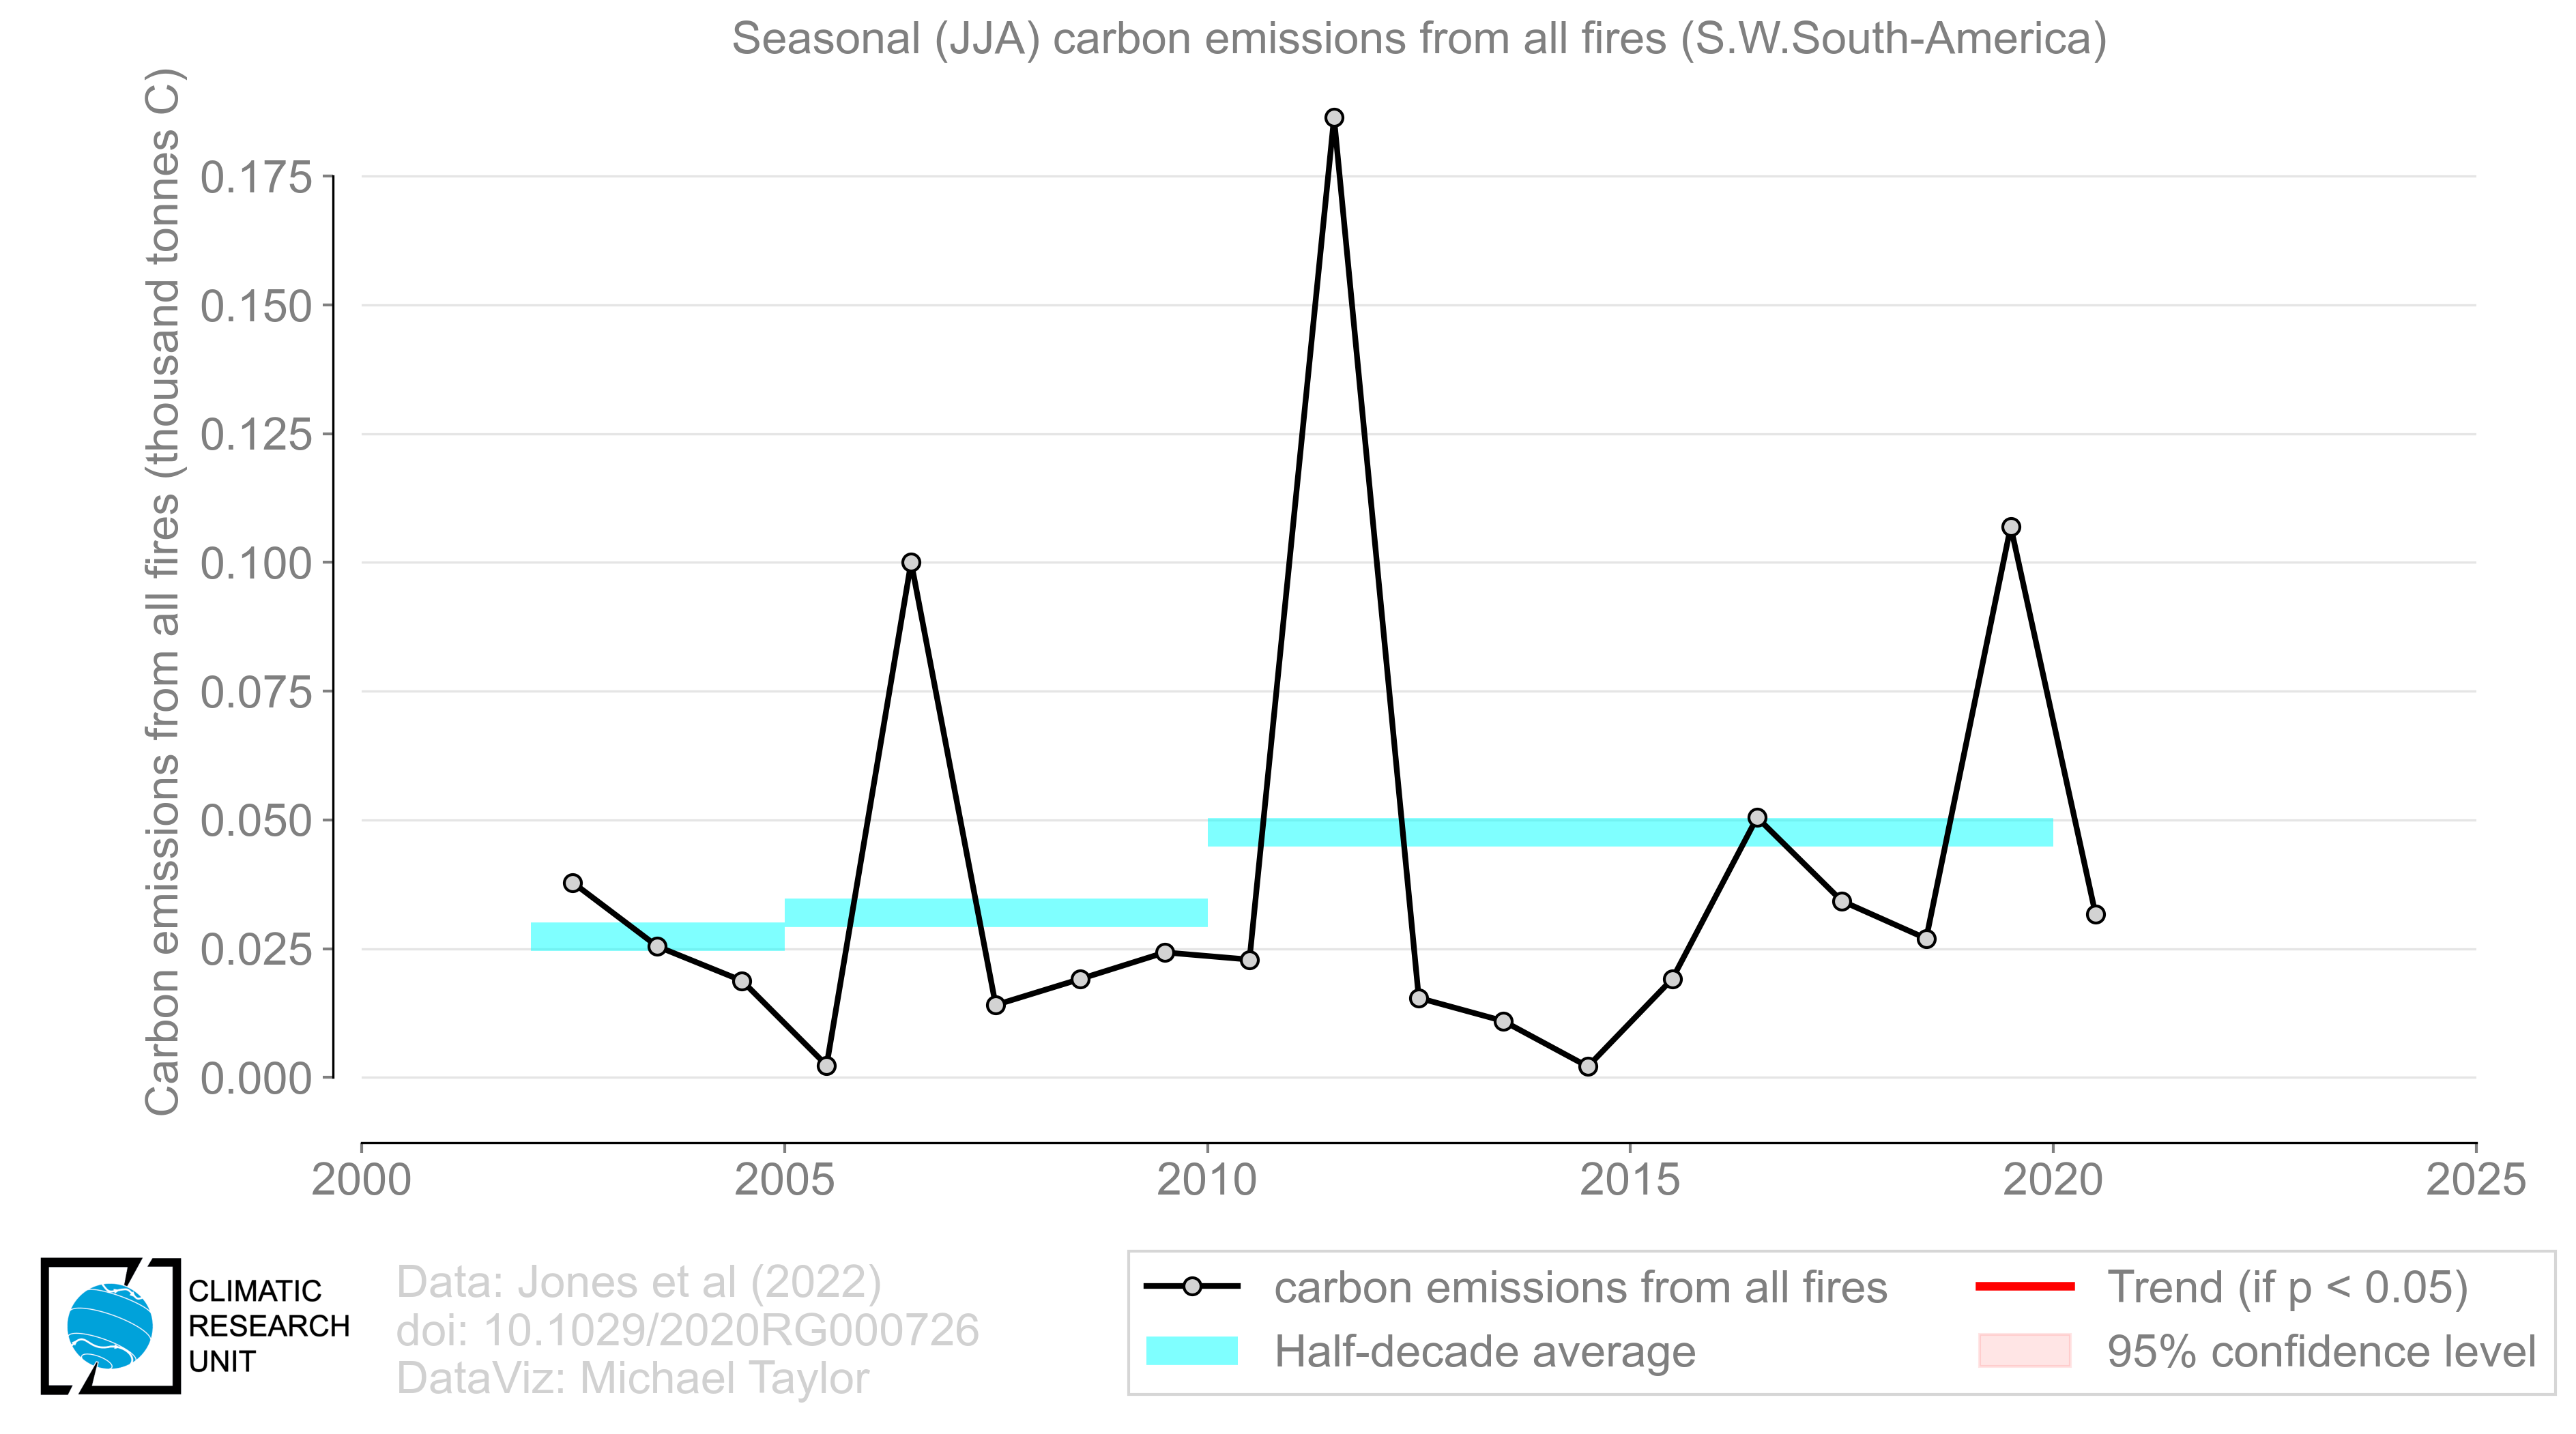 Seasonal (JJA) carbon emissions from all fires (S.W.South-America)
Carbon emissions from all fires (thousand tonnes C)
0.175
0.150
0.125
0.100
0.075
0.050
0.025
0.000
2000
2005
2010
2015
2020
2025
CLIMATIC
RESEARCH
UNIT
Data: Jones et al (2022)
doi: 10.1029/2020RG000726
DataViz: Michael Taylor
carbon emissions from all fires
Half-decade average
Trend (if p < 0.05)
95% confidence level